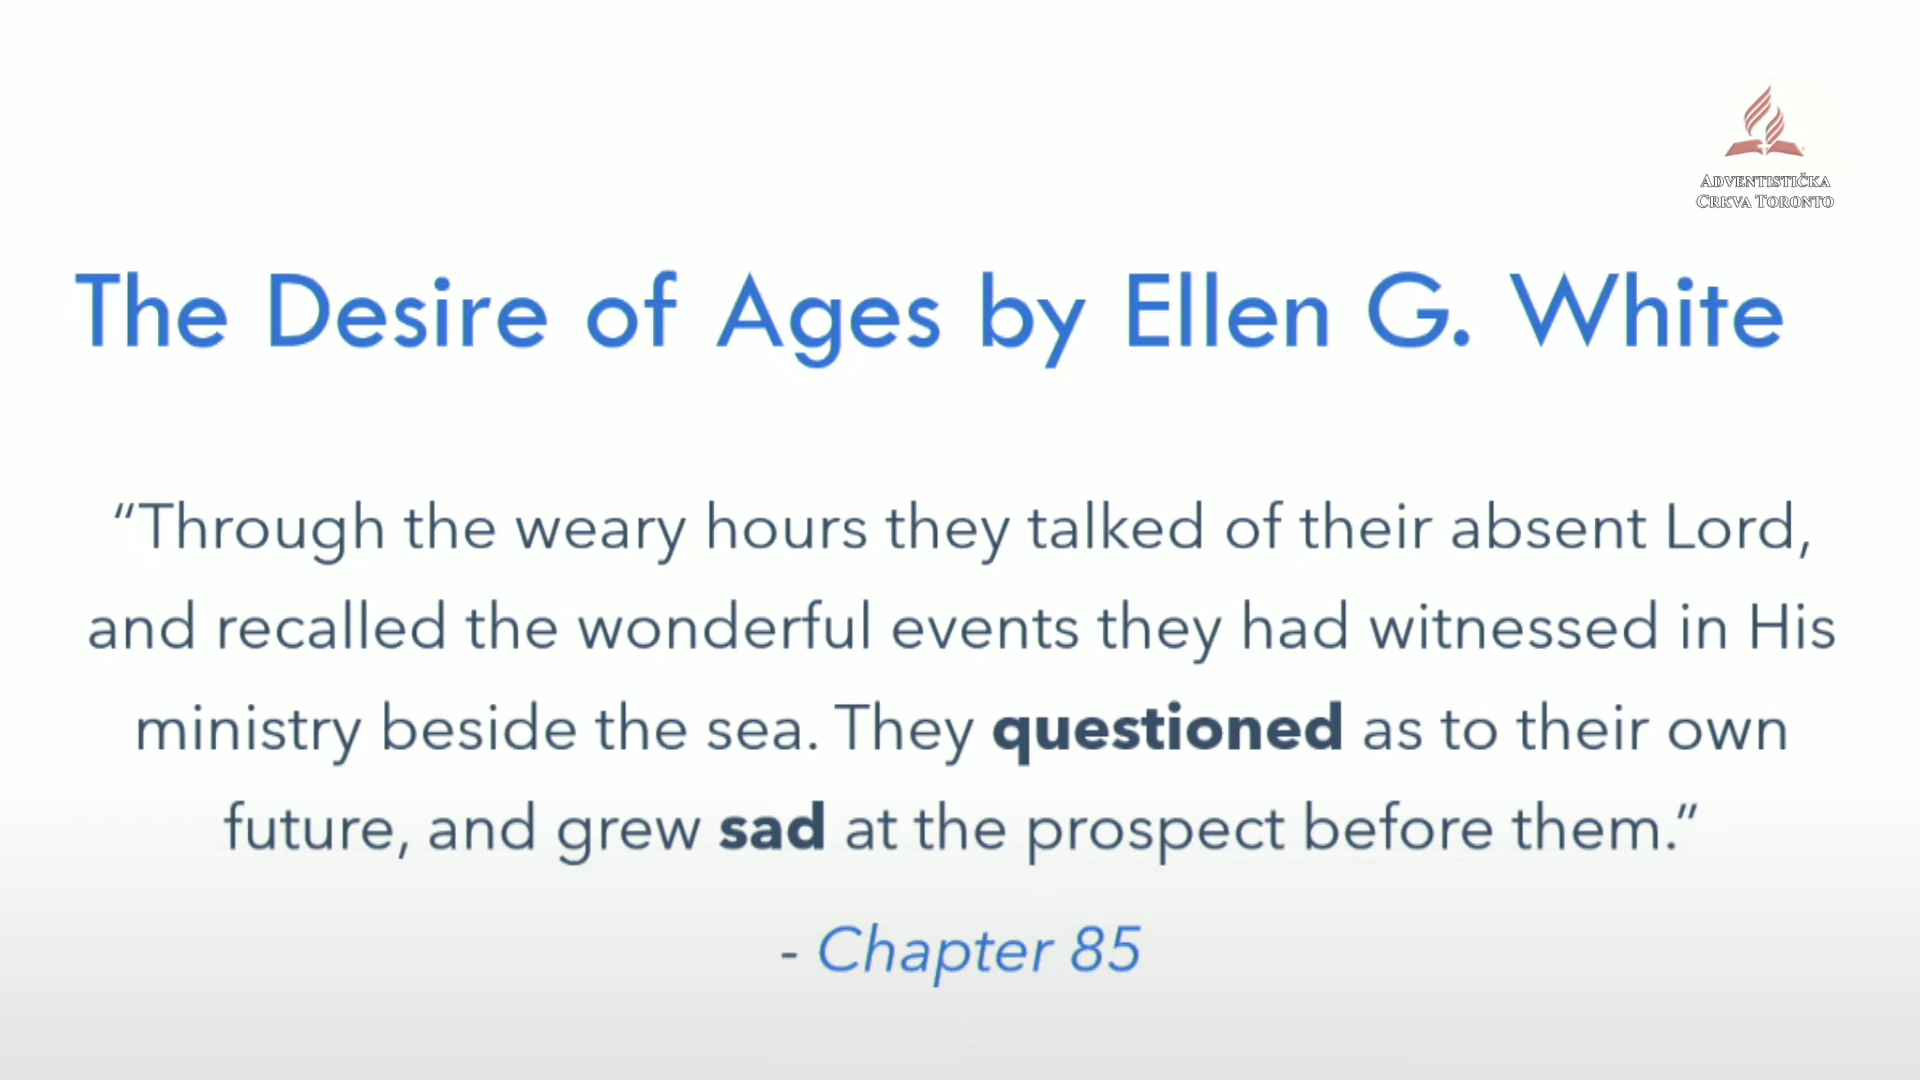 ADVENTISTIČKA
CRKVA TORONTO
The Desire of Ages by Ellen G. White
“Through the weary hours they talked of their absent Lord,
and recalled the wonderful events they had witnessed in His
ministry beside the sea. They questioned as to their own
future, and grew sad at the prospect before them.”
- Chapter 85